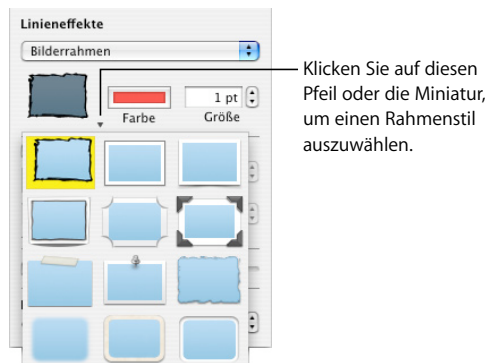 Linieneffekte
Bilderrahmen
Klicken Sie auf diesen
Pfeil oder die Miniatur,
um einen Rahmenstil
auszuwählen.
1 pt
Farbe
Größe